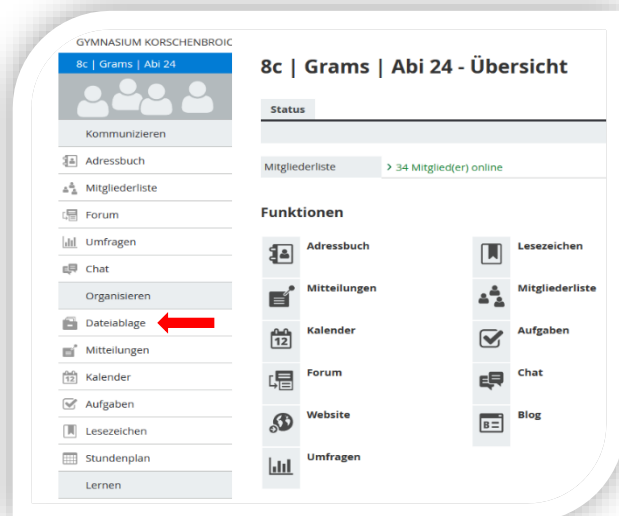 GYMNASIUM KORSCHENBROIC
8c | Grams | Abi 24
Kommunizieren
Adressbuch
Mitgliederliste
Forum
Umfragen
Chat
Organisieren
Dateiablage
Mitteilungen
12 Kalender
Aufgaben
Lesezeichen
Stundenplan
Lernen
8c | Grams | Abi 24 - Übersicht
Status
Mitgliederliste > 34 Mitglied(er) online
Funktionen
Adressbuch Lesezeichen
Mitteilungen Mitgliederliste
12 Kalender Aufgaben
Forum Chat
Website Blog
Umfragen